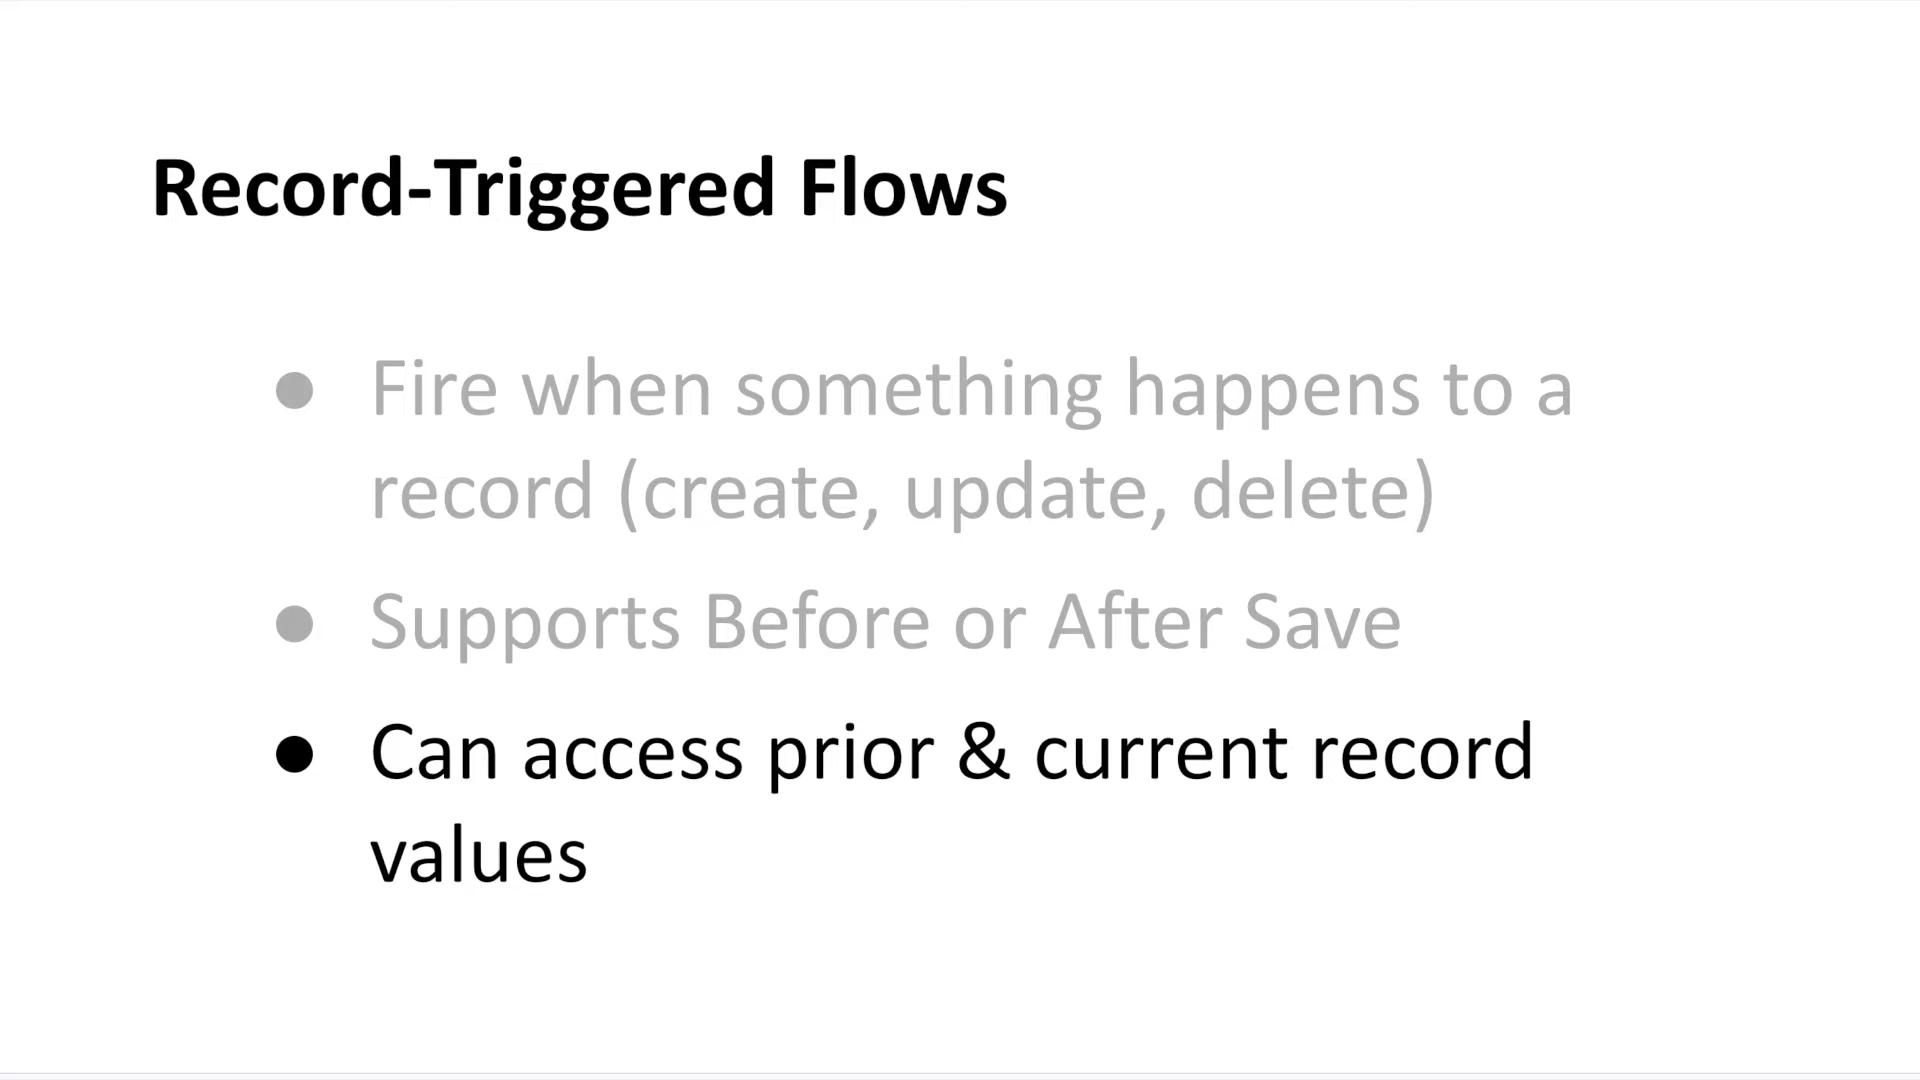 Record-Triggered Flows
● Fire when something happens to a
record (create, update, delete)
● Supports Before or After Save
● Can access prior & current record
values